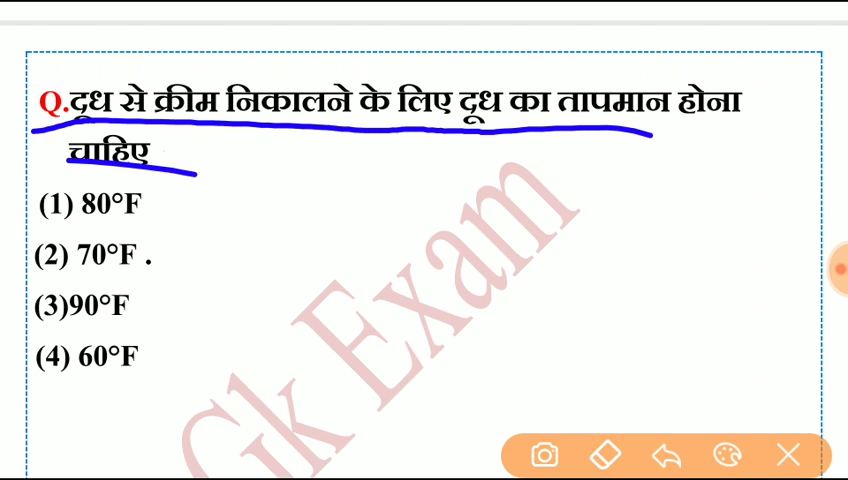 Q.दूध से क्रीम निकालने के लिए दूध का तापमान होना
चाहिए
(1) 80°F
(2) 70°F .
(3)90°F
(4) 60°F
Gk Exam